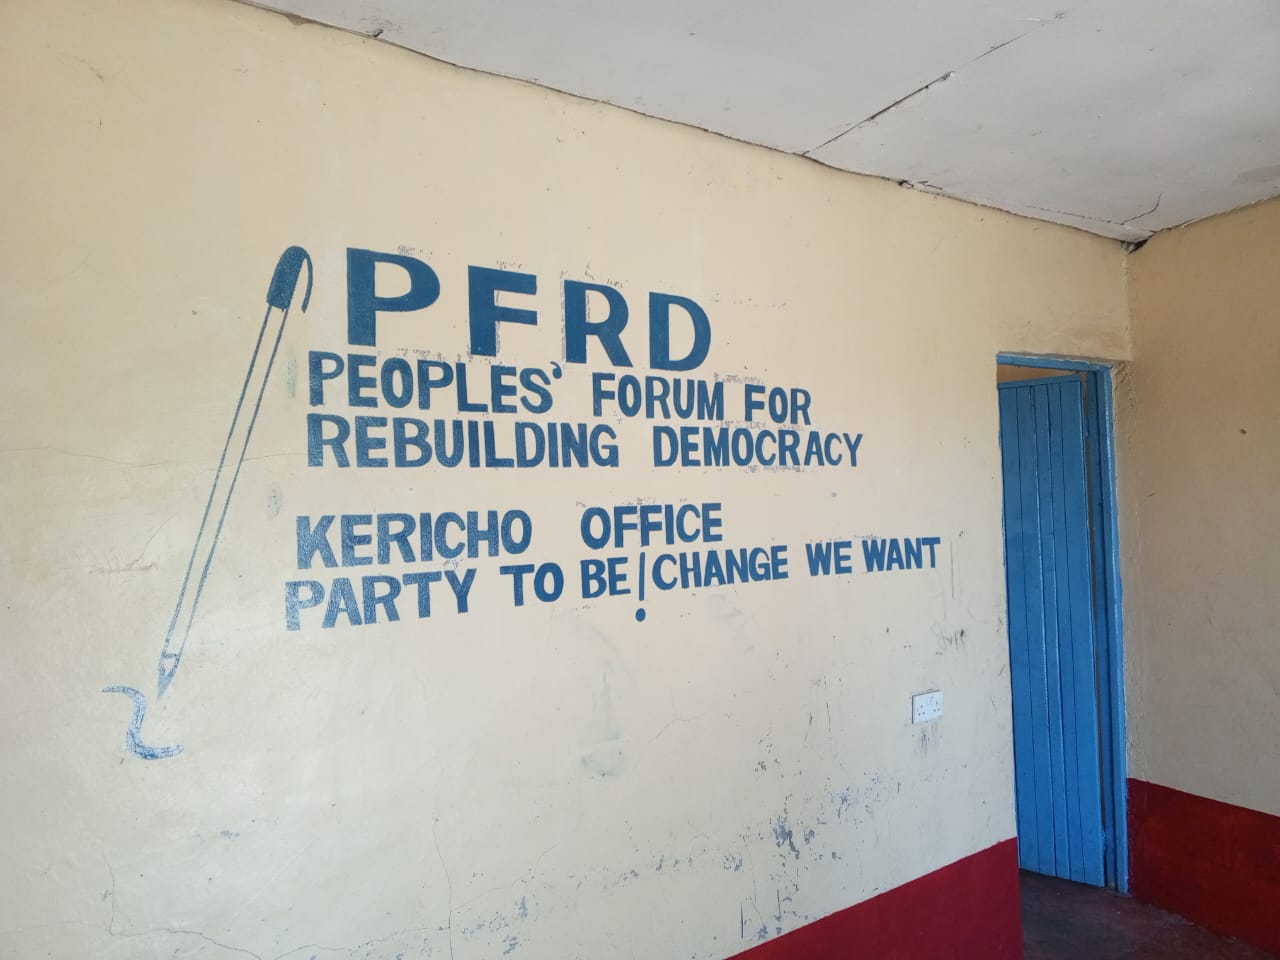 PFRD
PEOPLES' FORUM FOR
REBUILDING DEMOCRACY
KERICHO OFFICE
PARTY TO BE! CHANGE WE WANT